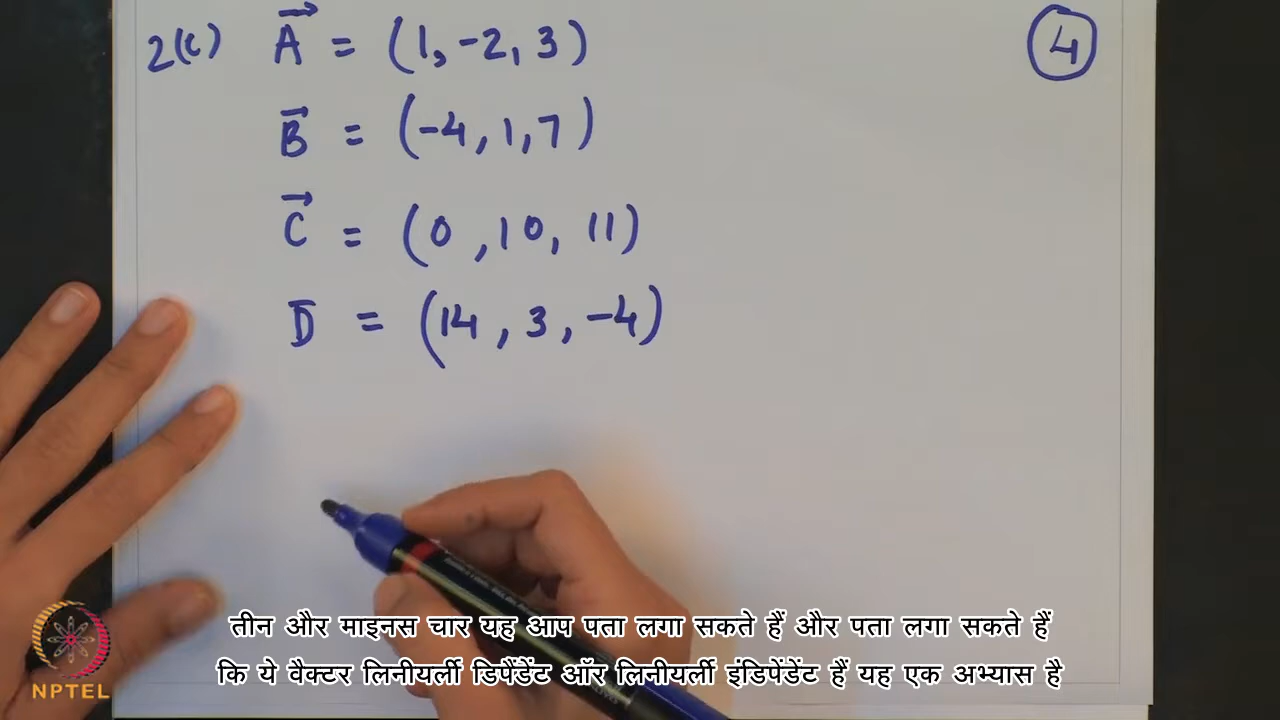 2(c) A⃗ = (1, -2, 3)
4
B⃗ = (-4, 1, 7)
C⃗ = (0, 10, 11)
D̅ = (14, 3, -4)
तीन और माइनस चार यह आप पता लगा सकते हैं और पता लगा सकते हैं
कि ये वैक्टर लिनीयर्ली डिपैंडेंट ऑर लिनीयर्ली इंडिपेंडेंट हैं यह एक अभ्यास है
NPTEL